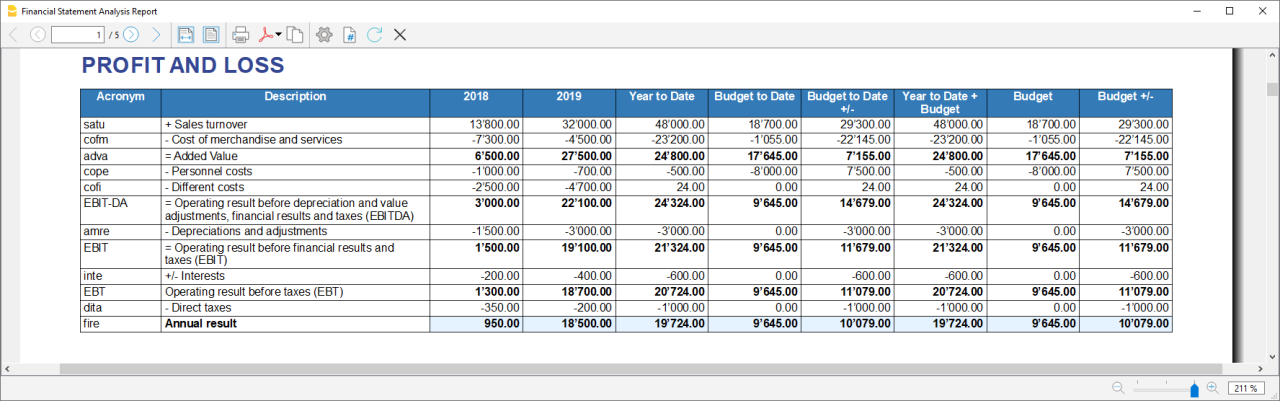 Financial Statement Analysis Report
1 / 5
PROFIT AND LOSS
Acronym Description 2018 2019 Year to Date Budget to Date Budget to Date +/- Year to Date + Budget Budget Budget +/-
satu + Sales turnover 13'800.00 32'000.00 48'000.00 18'700.00 29'300.00 48'000.00 18'700.00 29'300.00
cofm - Cost of merchandise and services -7'300.00 -4'500.00 -23'200.00 -1'055.00 -22'145.00 -23'200.00 -1'055.00 -22'145.00
adva = Added Value 6'500.00 27'500.00 24'800.00 17'645.00 7'155.00 24'800.00 17'645.00 7'155.00
cope - Personnel costs -1'000.00 -700.00 -500.00 -8'000.00 7'500.00 -500.00 -8'000.00 7'500.00
cofi - Different costs -2'500.00 -4'700.00 24.00 0.00 24.00 24.00 0.00 24.00
EBIT-DA = Operating result before depreciation and value 3'000.00 22'100.00 24'324.00 9'645.00 14'679.00 24'324.00 9'645.00 14'679.00
adjustments, financial results and taxes (EBITDA)
amre - Depreciations and adjustments -1'500.00 -3'000.00 -3'000.00 0.00 -3'000.00 -3'000.00 0.00 -3'000.00
EBIT = Operating result before financial results and 1'500.00 19'100.00 21'324.00 9'645.00 11'679.00 21'324.00 9'645.00 11'679.00
taxes (EBIT)
inte +/- Interests -200.00 -400.00 -600.00 0.00 -600.00 -600.00 0.00 -600.00
EBT Operating result before taxes (EBT) 1'300.00 18'700.00 20'724.00 9'645.00 11'079.00 20'724.00 9'645.00 11'079.00
dita - Direct taxes -350.00 -200.00 -1'000.00 0.00 -1'000.00 -1'000.00 0.00 -1'000.00
fire Annual result 950.00 18'500.00 19'724.00 9'645.00 10'079.00 19'724.00 9'645.00 10'079.00
211 %